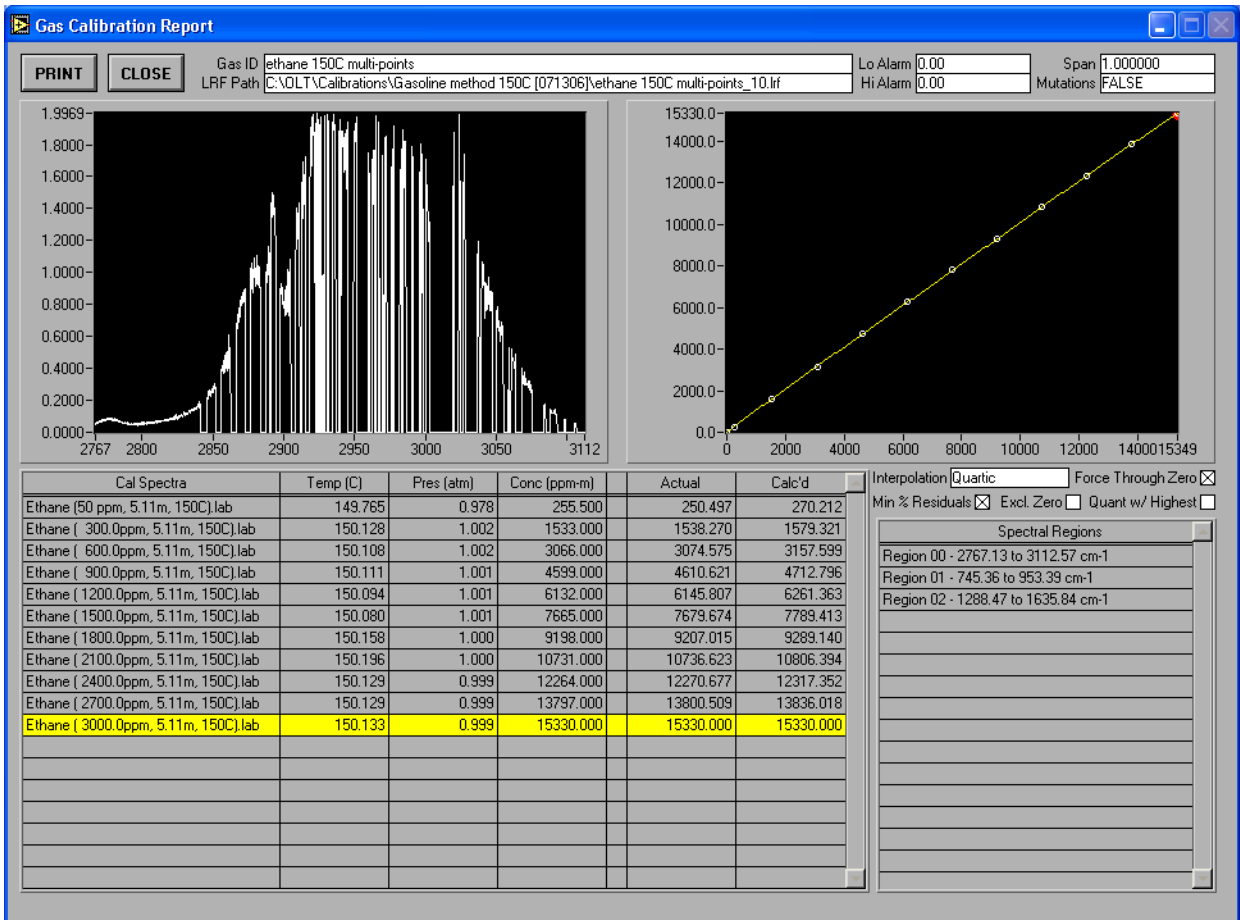 Gas Calibration Report
PRINT CLOSE Gas ID ethane 150C multi-points Lo Alarm 0.00 Span 1.000000
LRF Path C:\OLT\Calibrations\Gasoline method 150C [071306]\ethane 150C multi-points_10.lrf Hi Alarm 0.00 Mutations FALSE
1.9969
1.8000
1.6000
1.4000
1.2000
1.0000
0.8000
0.6000
0.4000
0.2000
0.0000
2767 2800 2850 2900 2950 3000 3050 3112
15330.0
14000.0
12000.0
10000.0
8000.0
6000.0
4000.0
2000.0
0.0
0 2000 4000 6000 8000 10000 12000 14000 15349
Cal Spectra Temp (C) Pres (atm) Conc (ppm-m) Actual Calc'd
Ethane (50 ppm, 5.11m, 150C).lab 149.765 0.978 255.500 250.497 270.212
Ethane ( 300.0ppm, 5.11m, 150C).lab 150.128 1.002 1533.000 1538.270 1579.321
Ethane ( 600.0ppm, 5.11m, 150C).lab 150.108 1.002 3066.000 3074.575 3157.599
Ethane ( 900.0ppm, 5.11m, 150C).lab 150.111 1.001 4599.000 4610.621 4712.796
Ethane ( 1200.0ppm, 5.11m, 150C).lab 150.094 1.001 6132.000 6145.807 6261.363
Ethane ( 1500.0ppm, 5.11m, 150C).lab 150.080 1.001 7665.000 7679.674 7789.413
Ethane ( 1800.0ppm, 5.11m, 150C).lab 150.158 1.000 9198.000 9207.015 9289.140
Ethane ( 2100.0ppm, 5.11m, 150C).lab 150.196 1.000 10731.000 10736.623 10806.394
Ethane ( 2400.0ppm, 5.11m, 150C).lab 150.129 0.999 12264.000 12270.677 12317.352
Ethane ( 2700.0ppm, 5.11m, 150C).lab 150.129 0.999 13797.000 13800.509 13836.018
Ethane ( 3000.0ppm, 5.11m, 150C).lab 150.133 0.999 15330.000 15330.000 15330.000
Interpolation Quartic Force Through Zero
Min % Residuals Excl. Zero Quant w/ Highest
Spectral Regions
Region 00 - 2767.13 to 3112.57 cm-1
Region 01 - 745.36 to 953.39 cm-1
Region 02 - 1288.47 to 1635.84 cm-1